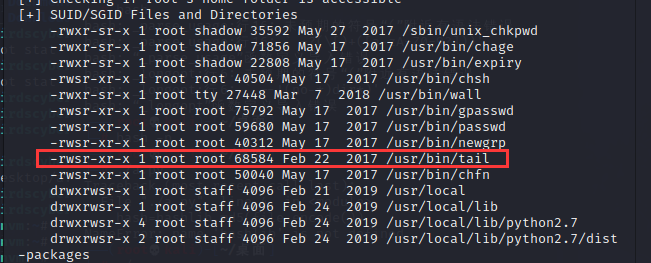 [+] Checking if root's home folder is accessible
[+] SUID/SGID Files and Directories
-rwxr-sr-x 1 root shadow 35592 May 27  2017 /sbin/unix_chkpwd
-rwxr-sr-x 1 root shadow 71856 May 17  2017 /usr/bin/chage
-rwxr-sr-x 1 root shadow 22808 May 17  2017 /usr/bin/expiry
-rwsr-xr-x 1 root root 40504 May 17  2017 /usr/bin/chsh
-rwxr-sr-x 1 root tty 27448 Mar  7  2018 /usr/bin/wall
-rwsr-xr-x 1 root root 75792 May 17  2017 /usr/bin/gpasswd
-rwsr-xr-x 1 root root 59680 May 17  2017 /usr/bin/passwd
-rwsr-xr-x 1 root root 40312 May 17  2017 /usr/bin/newgrp
-rwsr-xr-x 1 root root 68584 Feb 22  2017 /usr/bin/tail
-rwsr-xr-x 1 root root 50040 May 17  2017 /usr/bin/chfn
drwxrwsr-x 1 root staff 4096 Feb 21  2019 /usr/local
drwxrwsr-x 1 root staff 4096 Feb 24  2019 /usr/local/lib
drwxrwsr-x 4 root staff 4096 Feb 24  2019 /usr/local/lib/python2.7
drwxrwsr-x 2 root staff 4096 Feb 24  2019 /usr/local/lib/python2.7/dist
-packages